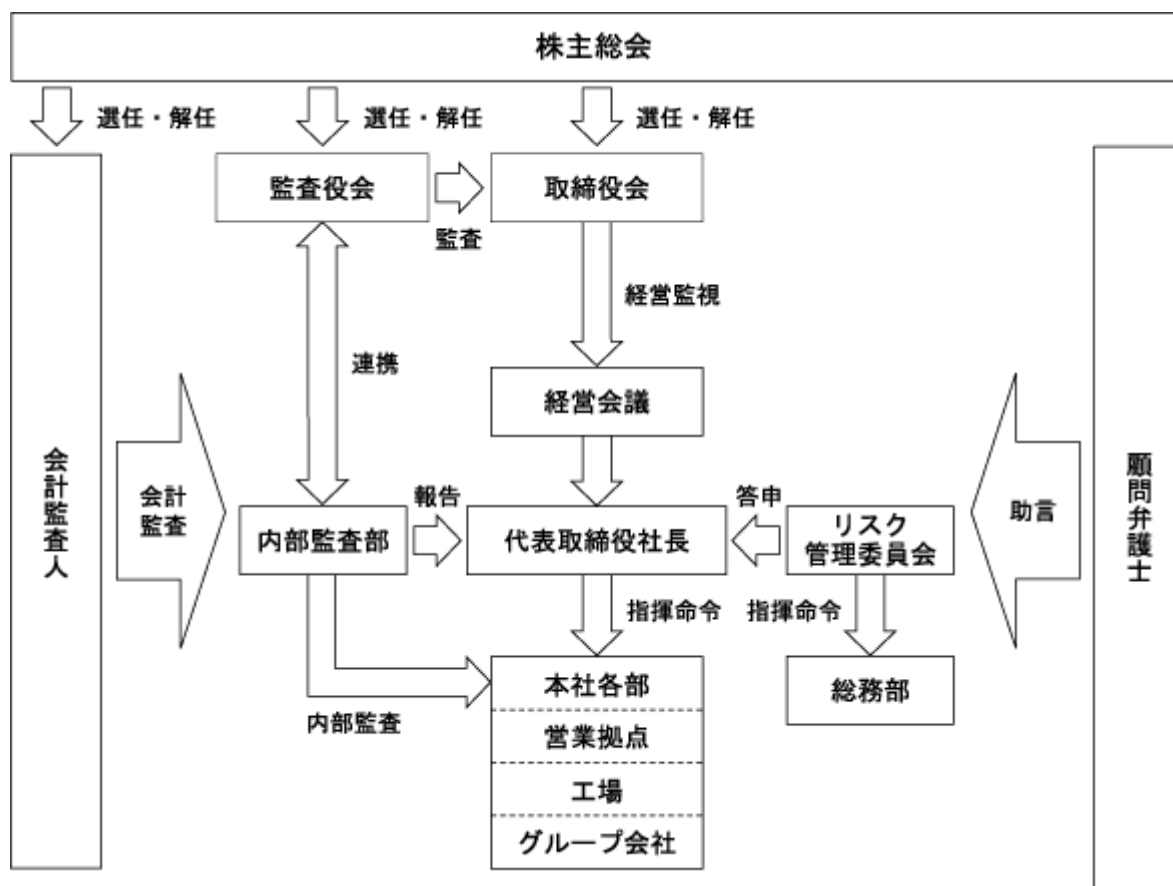 株主総会
選任・解任
選任・解任
選任・解任
監査役会
取締役会
監査
経営監視
連携
経営会議
会計監査人
会計
監査
報告
答申
内部監査部
代表取締役社長
リスク
管理委員会
助言
顧問弁護士
指揮命令
指揮命令
本社各部
総務部
内部監査
営業拠点
工場
グループ会社